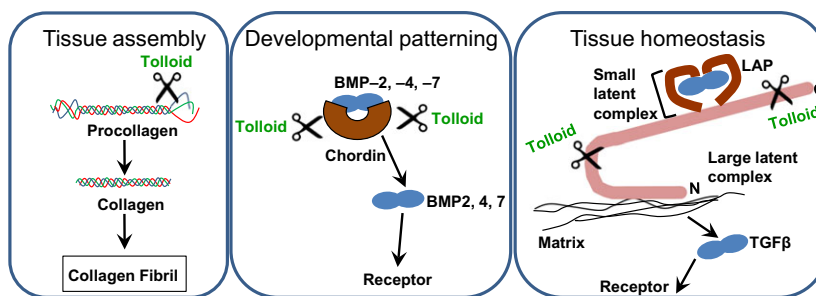 Tissue assembly
Tolloid
Procollagen
Collagen
Collagen Fibril
Developmental patterning
BMP–2, –4, –7
Tolloid
Tolloid
Chordin
BMP2, 4, 7
Receptor
Tissue homeostasis
LAP
Small
latent
complex
Tolloid
Tolloid
Large latent
complex
N
Matrix
TGFβ
Receptor